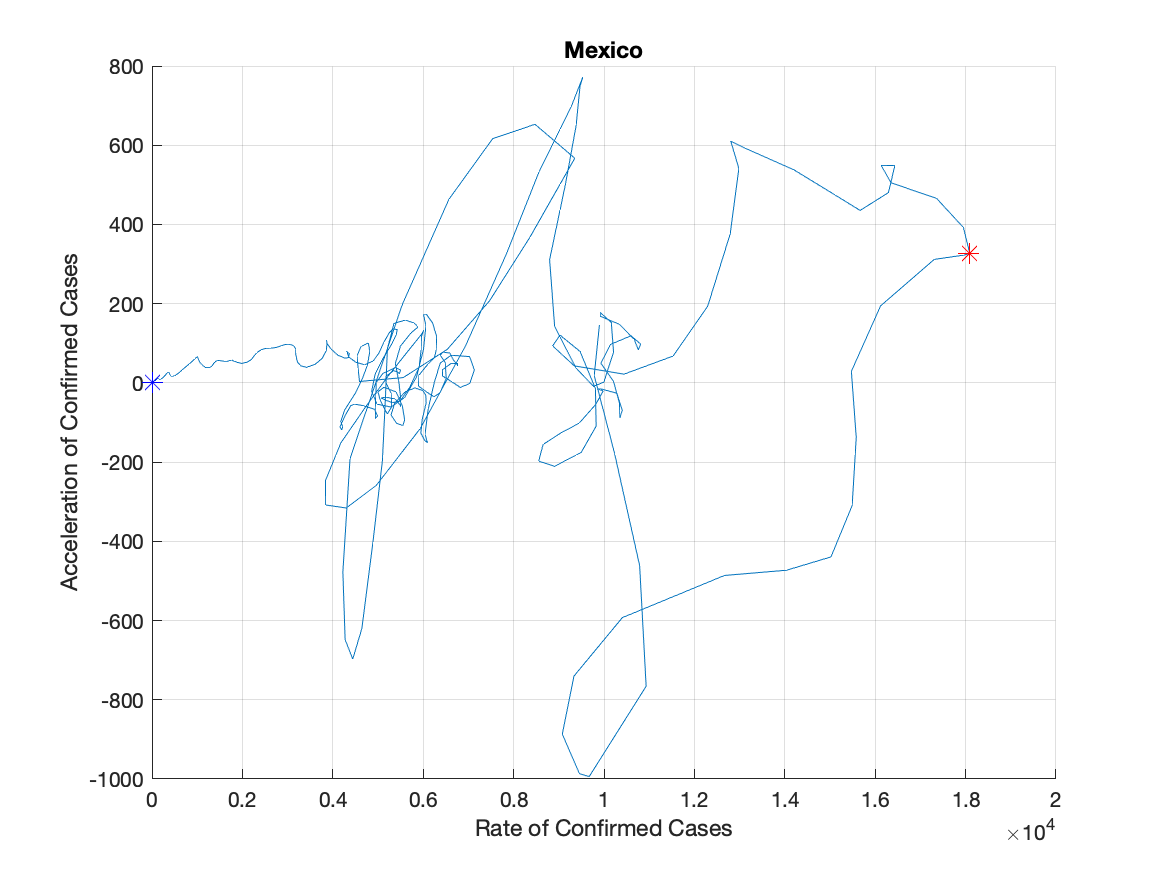 Mexico
800
600
400
200
0
-200
-400
-600
-800
-1000
Acceleration of Confirmed Cases
0 0.2 0.4 0.6 0.8 1 1.2 1.4 1.6 1.8 2
Rate of Confirmed Cases
×10⁴